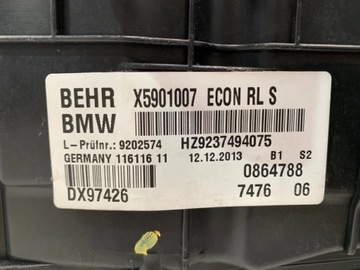 BEHR X5901007 ECON RL S
BMW
L-Prüfnr.: 9202574 HZ9237494075
GERMANY 116116 11 12.12.2013 B1 S2
0864788
DX97426 7476 06